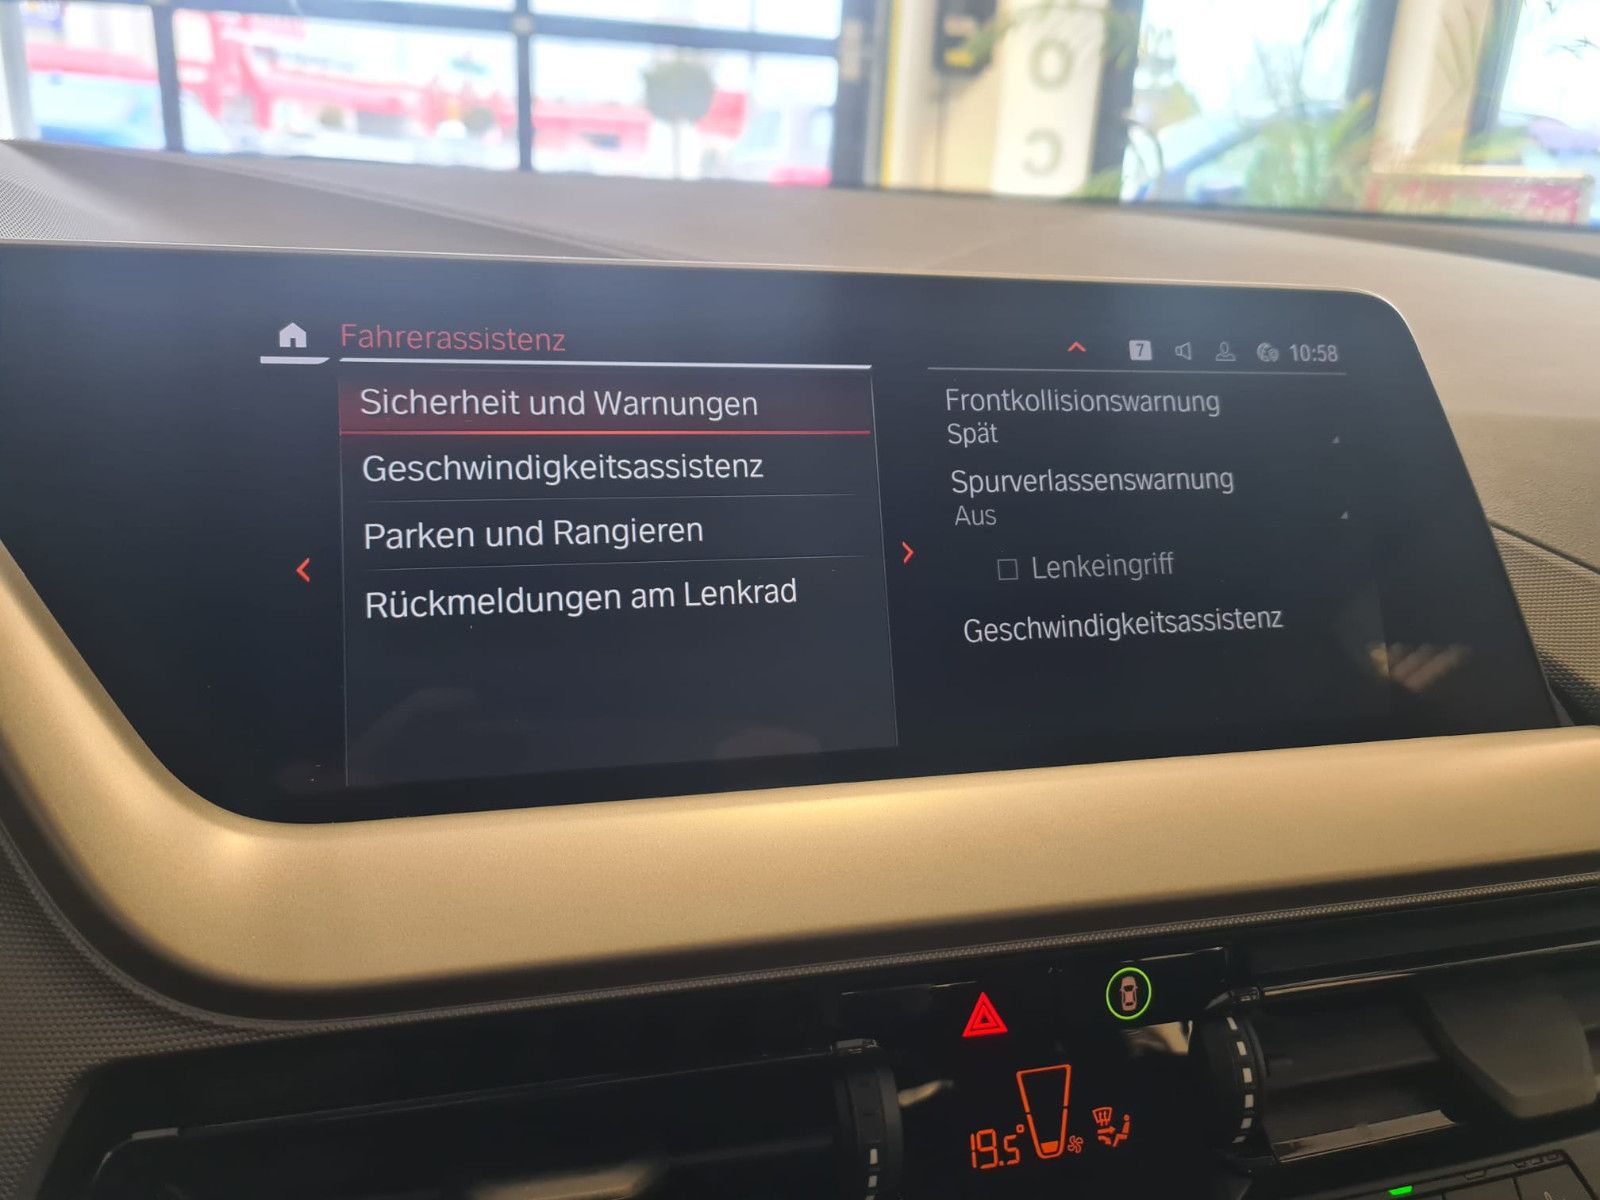 Fahrerassistenz
7 10:58
Sicherheit und Warnungen
Geschwindigkeitsassistenz
Parken und Rangieren
Rückmeldungen am Lenkrad
Frontkollisionswarnung
Spät
Spurverlassenswarnung
Aus
Lenkeingriff
Geschwindigkeitsassistenz
19.5°